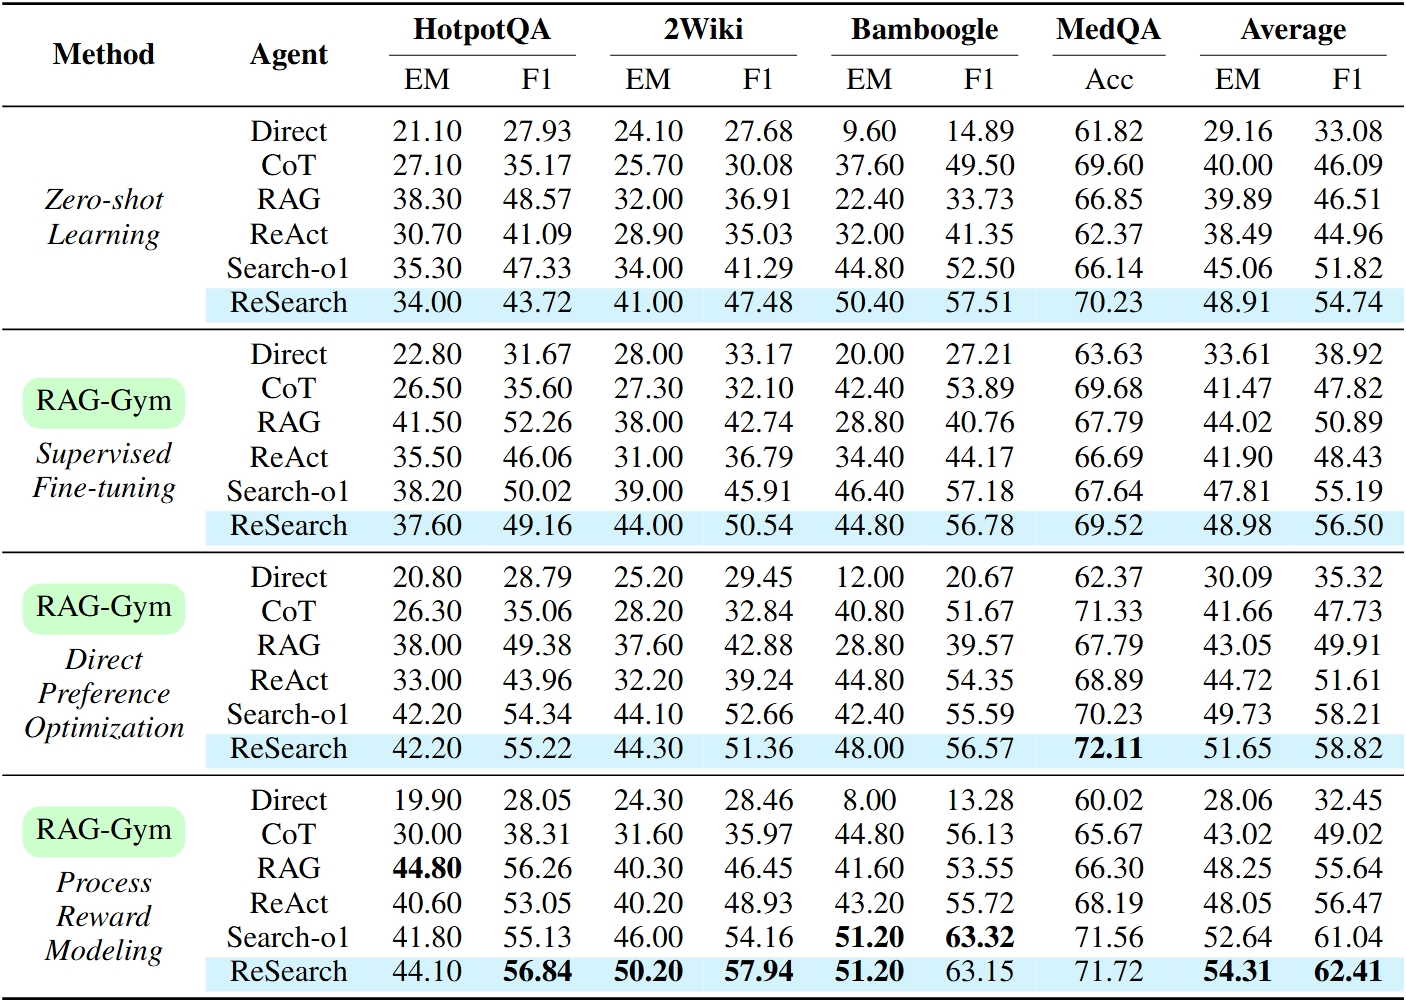 Method Agent HotpotQA 2Wiki Bamboogle MedQA Average
EM F1 EM F1 EM F1 Acc EM F1
Zero-shot Learning
Direct 21.10 27.93 24.10 27.68 9.60 14.89 61.82 29.16 33.08
CoT 27.10 35.17 25.70 30.08 37.60 49.50 69.60 40.00 46.09
RAG 38.30 48.57 32.00 36.91 22.40 33.73 66.85 39.89 46.51
ReAct 30.70 41.09 28.90 35.03 32.00 41.35 62.37 38.49 44.96
Search-o1 35.30 47.33 34.00 41.29 44.80 52.50 66.14 45.06 51.82
ReSearch 34.00 43.72 41.00 47.48 50.40 57.51 70.23 48.91 54.74
RAG-Gym
Supervised
Fine-tuning
Direct 22.80 31.67 28.00 33.17 20.00 27.21 63.63 33.61 38.92
CoT 26.50 35.60 27.30 32.10 42.40 53.89 69.68 41.47 47.82
RAG 41.50 52.26 38.00 42.74 28.80 40.76 67.79 44.02 50.89
ReAct 35.50 46.06 31.00 36.79 34.40 44.17 66.69 41.90 48.43
Search-o1 38.20 50.02 39.00 45.91 46.40 57.18 67.64 47.81 55.19
ReSearch 37.60 49.16 44.00 50.54 44.80 56.78 69.52 48.98 56.50
RAG-Gym
Direct
Preference
Optimization
Direct 20.80 28.79 25.20 29.45 12.00 20.67 62.37 30.09 35.32
CoT 26.30 35.06 28.20 32.84 40.80 51.67 71.33 41.66 47.73
RAG 38.00 49.38 37.60 42.88 28.80 39.57 67.79 43.05 49.91
ReAct 33.00 43.96 32.20 39.24 44.80 54.35 68.89 44.72 51.61
Search-o1 42.20 54.34 44.10 52.66 42.40 55.59 70.23 49.73 58.21
ReSearch 42.20 55.22 44.30 51.36 48.00 56.57 72.11 51.65 58.82
RAG-Gym
Process
Reward
Modeling
Direct 19.90 28.05 24.30 28.46 8.00 13.28 60.02 28.06 32.45
CoT 30.00 38.31 31.60 35.97 44.80 56.13 65.67 43.02 49.02
RAG 44.80 56.26 40.30 46.45 41.60 53.55 66.30 48.25 55.64
ReAct 40.60 53.05 40.20 48.93 43.20 55.72 68.19 48.05 56.47
Search-o1 41.80 55.13 46.00 54.16 51.20 63.32 71.56 52.64 61.04
ReSearch 44.10 56.84 50.20 57.94 51.20 63.15 71.72 54.31 62.41